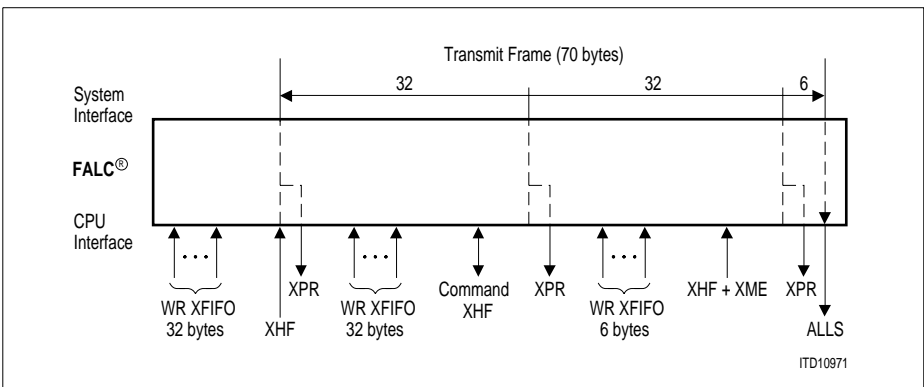 Transmit Frame (70 bytes)
32 32 6
System
Interface
FALC®
CPU
Interface
• • • • • • • • •
WR XFIFO
32 bytes
XHF
XPR
WR XFIFO
32 bytes
Command
XHF
XPR
WR XFIFO
6 bytes
XHF + XME
XPR
ALLS
ITD10971